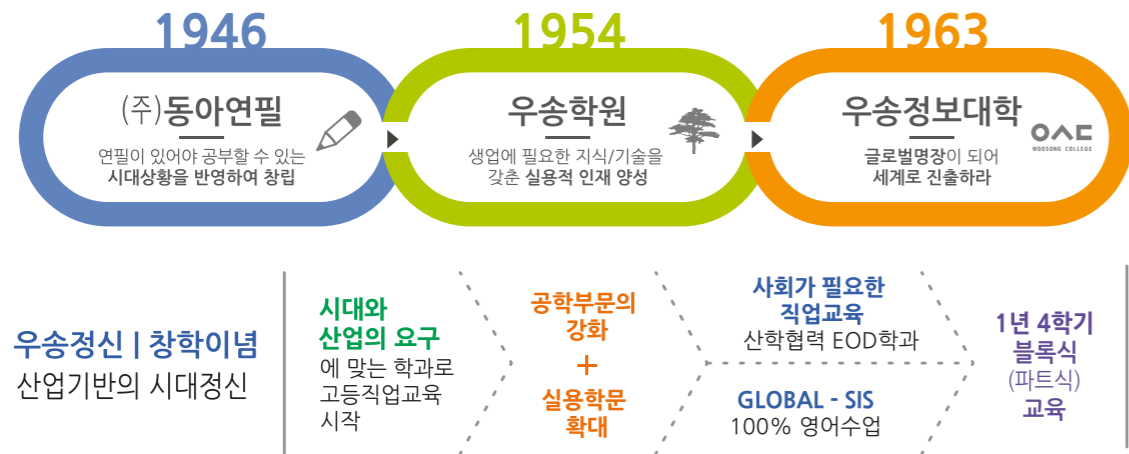 1946
(주)동아연필
연필이 있어야 공부할 수 있는
시대상황을 반영하여 창립
1954
우송학원
생업에 필요한 지식/기술을
갖춘 실용적 인재 양성
1963
우송정보대학
글로벌명장이 되어
세계로 진출하라
WOOSONG COLLEGE
우송정신 | 창학이념
산업기반의 시대정신
시대와
산업의 요구
에 맞는 학과로
고등직업교육
시작
공학부문의
강화
+
실용학문
확대
사회가 필요한
직업교육
산학협력 EOD학과
GLOBAL - SIS
100% 영어수업
1년 4학기
블록식
(파트식)
교육